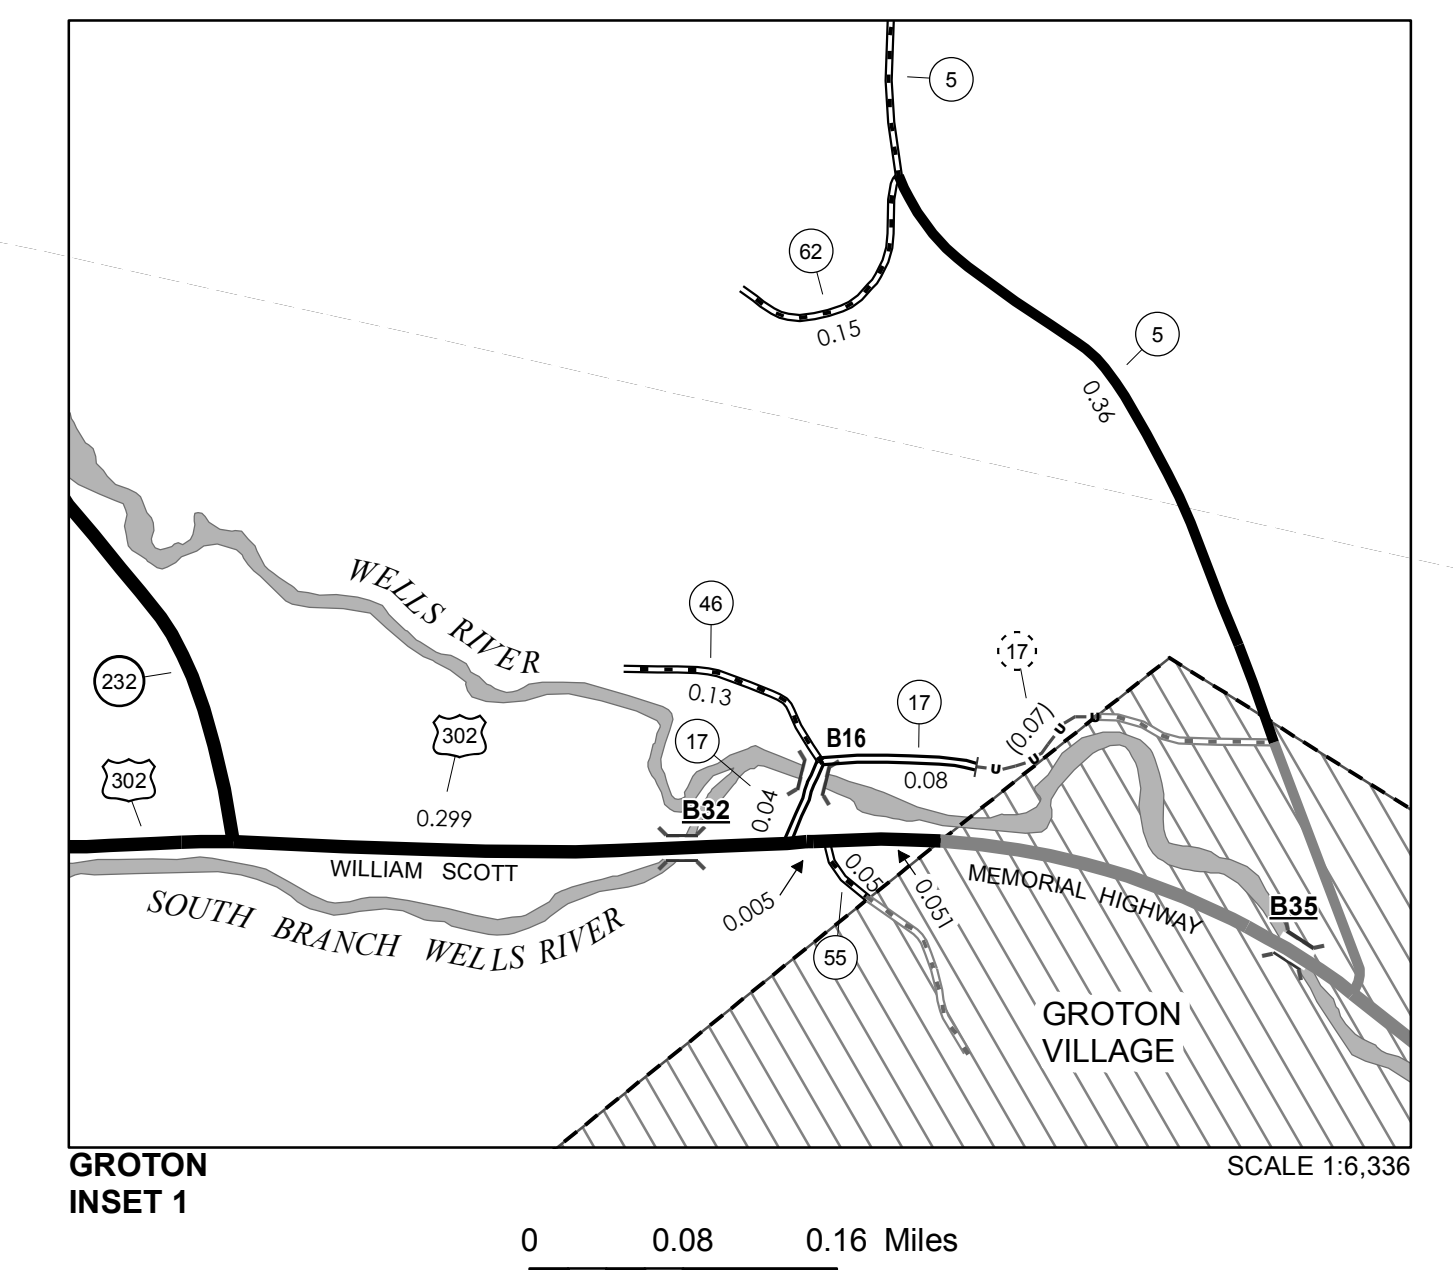 5
62
0.15
5
0.36
WELLS RIVER
46
0.13
17
(0.07)
17
0.08
B16
17
0.04
232
302
302
0.299
B32
WILLIAM SCOTT
SOUTH BRANCH WELLS RIVER
0.005
0.05
0.051
55
MEMORIAL HIGHWAY
B35
U
U
U
U
GROTON
VILLAGE
GROTON
INSET 1
SCALE 1:6,336
0 0.08 0.16 Miles